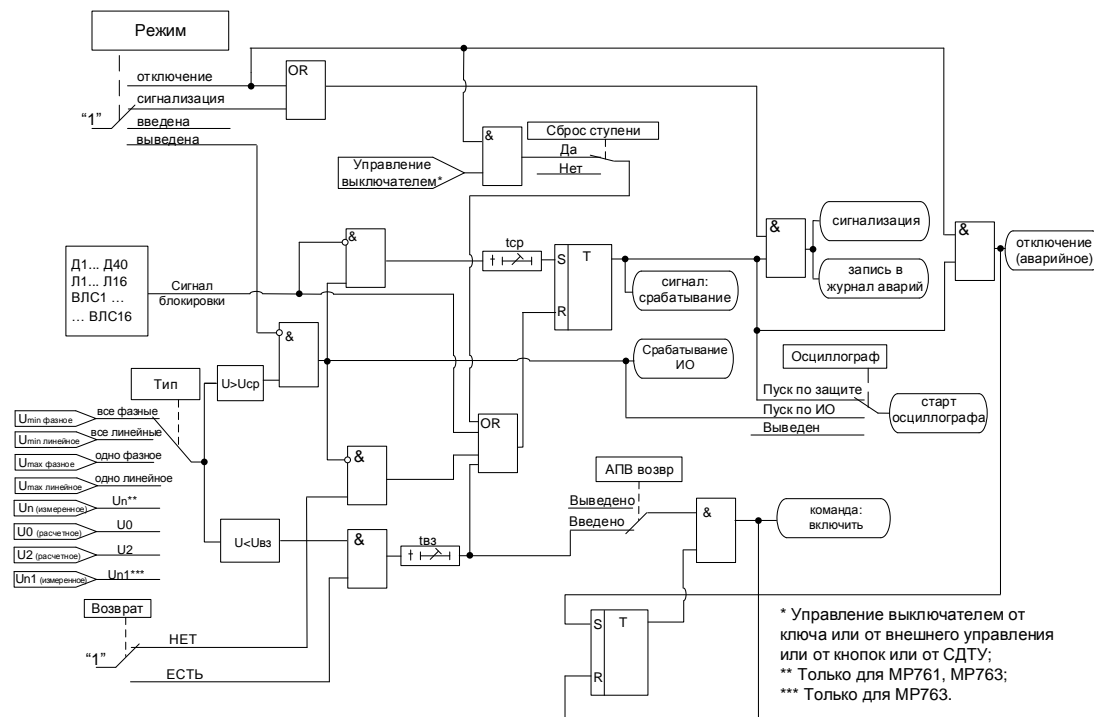 Режим
отключение
сигнализация
“1”
введена
выведена
OR
&
Управление
выключателем*
Сброс ступени
Да
Нет
Д1... Д40
Л1... Л16
ВЛС1 ...
... ВЛС16
Сигнал
блокировки
&
tср
S
T
R
сигнал:
срабатывание
&
сигнализация
запись в
журнал аварий
&
отключение
(аварийное)
&
Срабатывание
ИО
Осциллограф
Пуск по защите
Пуск по ИО
Выведен
старт
осциллографа
Тип
U>Uср
Umin фазное
все фазные
Umin линейное
все линейные
Umax фазное
одно фазное
Umax линейное
одно линейное
Un (измеренное)
Un**
U0 (расчетное)
U0
U2 (расчетное)
U2
Un1 (измеренное)
Un1***
U<Uвз
&
OR
&
tвз
АПВ возвр
Выведено
Введено
&
команда:
включить
Возврат
“1”
НЕТ
ЕСТЬ
S
T
R
* Управление выключателем от
ключа или от внешнего управления
или от кнопок или от СДТУ;
** Только для МР761, МР763;
*** Только для МР763.